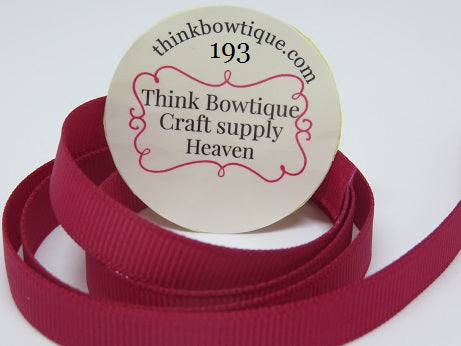 thinkbowtique.com
193
Think Bowtique
Craft supply
Heaven